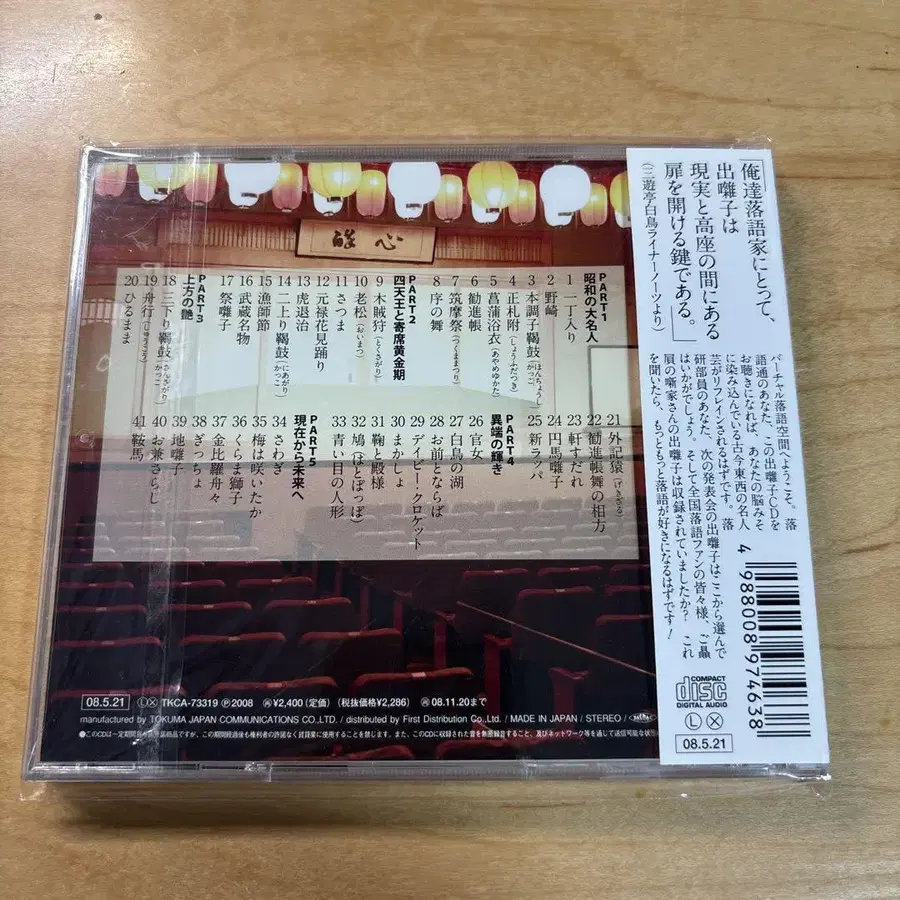 「俺達落語家にとって、
出囃子は
現実と高座の間にある
扉を開ける鍵である。」
(三遊亭白鳥ライナーノーツより)
バーチャル落語空間へようこそ。落
語通のあなた、この出囃子CDを
お聴きになれば、あなたの脳みそ
に染み込んでいる古今東西の名人
芸がリフレインされるはずです。落
研部員のあなた、次の発表会の出囃子はここから選んで
はいかがでしょう。そして全国落語ファンの皆々様、ご贔
屓の噺家さんの出囃子は収録されていましたか? これ
を聞いたら、もっともっと落語が好きになるはずです!
4 988008 974638
COMPACT
disc
DIGITAL AUDIO
LX
08.5.21
PART1
昭和の大名人
1 一丁入り
2 野崎
3 本調子鞨鼓(ほんちょうしかっこ)
4 正札附(しょうふだつき)
5 菖蒲浴衣(あやめゆかた)
6 勧進帳
7 筑摩祭(つくままつり)
8 序の舞
PART2
四天王と寄席黄金期
9 木賊刈(とくさがり)
10 老松(おいまつ)
11 さつま
12 元禄花見踊り
13 虎退治
14 二上り鞨鼓(にあがりかっこ)
15 漁師節
16 武蔵名物
17 祭囃子
PART3
上方の艶
18 三下り鞨鼓(さんさがりかっこ)
19 舟行(しゅうこう)
20 ひるまま
21 外記猿(げきざる)
22 勧進帳舞の相方
23 軒すだれ
24 円馬囃子
25 新ラッパ
PART4
異端の輝き
26 官女
27 白鳥の湖
28 お前とならば
29 デイビー・クロケット
30 まかしょ
31 鞠と殿様
32 鳩(はとぽっぽ)
33 青い目の人形
PART5
現在から未来へ
34 さわぎ
35 梅は咲いたか
36 くらま獅子
37 金比羅舟々
38 ぎっちょ
39 地囃子
40 お兼さらし
41 鞍馬
08.5.21 LX TKCA-73319 ℗2008 ¥2,400(定価) (税抜価格¥2,286) 08.11.20まで
manufactured by TOKUMA JAPAN COMMUNICATIONS CO.,LTD. / distributed by First Distribution Co.,Ltd. / MADE IN JAPAN / STEREO /